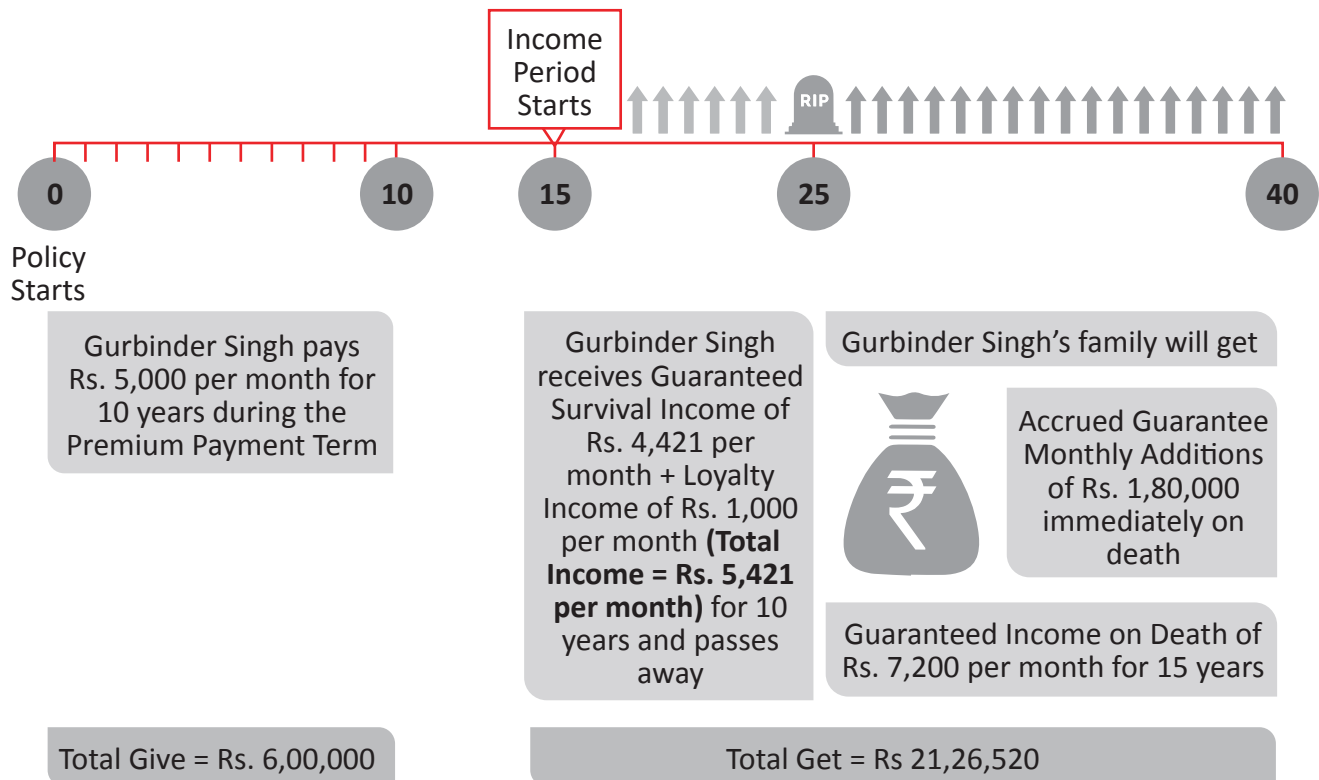 Income
Period
Starts
RIP
0
10
15
25
40
Policy
Starts
Gurbinder Singh pays
Rs. 5,000 per month for
10 years during the
Premium Payment Term
Gurbinder Singh
receives Guaranteed
Survival Income of
Rs. 4,421 per
month + Loyalty
Income of Rs. 1,000
per month (Total
Income = Rs. 5,421
per month) for 10
years and passes
away
Gurbinder Singh's family will get
₹
Accrued Guarantee
Monthly Additions
of Rs. 1,80,000
immediately on
death
Guaranteed Income on Death of
Rs. 7,200 per month for 15 years
Total Give = Rs. 6,00,000
Total Get = Rs 21,26,520